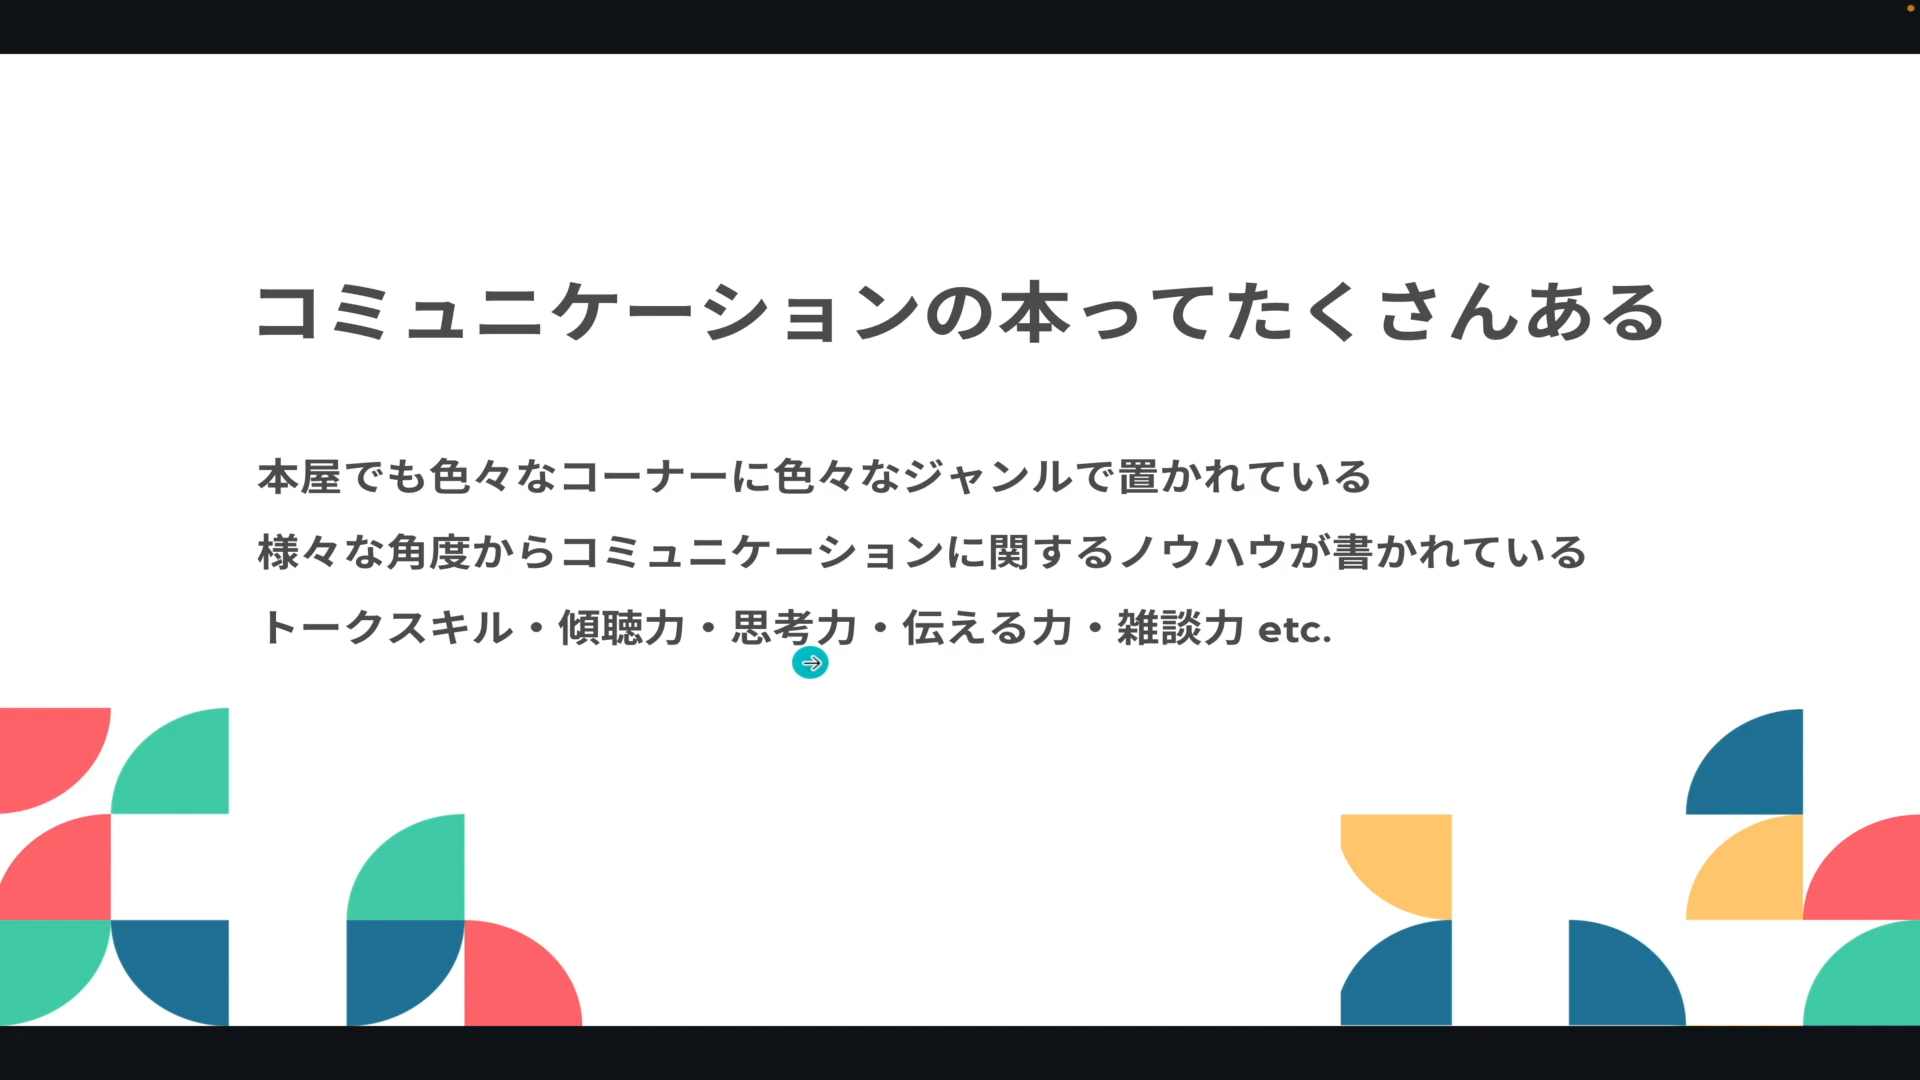 コミュニケーションの本ってたくさんある
本屋でも色々なコーナーに色々なジャンルで置かれている
様々な角度からコミュニケーションに関するノウハウが書かれている
トークスキル・傾聴力・思考力・伝える力・雑談力 etc.